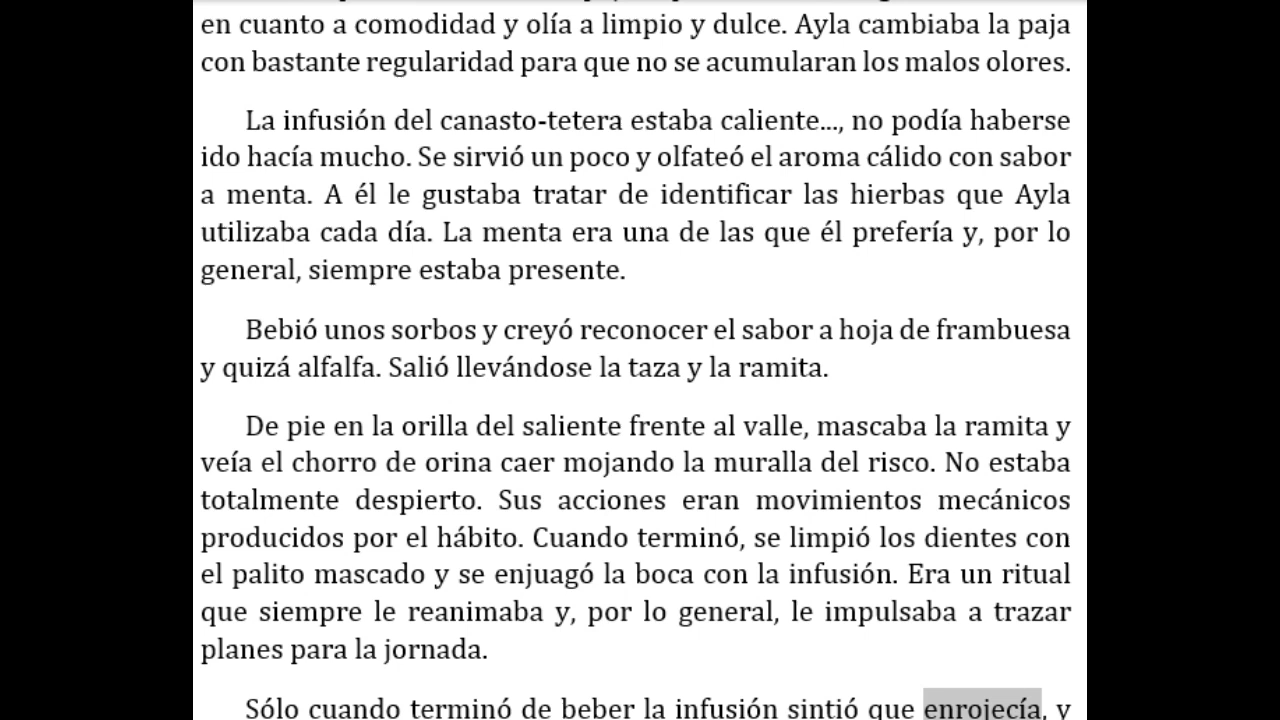 en cuanto a comodidad y olía a limpio y dulce. Ayla cambiaba la paja
con bastante regularidad para que no se acumularan los malos olores.
La infusión del canasto-tetera estaba caliente..., no podía haberse
ido hacía mucho. Se sirvió un poco y olfateó el aroma cálido con sabor
a menta. A él le gustaba tratar de identificar las hierbas que Ayla
utilizaba cada día. La menta era una de las que él prefería y, por lo
general, siempre estaba presente.
Bebió unos sorbos y creyó reconocer el sabor a hoja de frambuesa
y quizá alfalfa. Salió llevándose la taza y la ramita.
De pie en la orilla del saliente frente al valle, mascaba la ramita y
veía el chorro de orina caer mojando la muralla del risco. No estaba
totalmente despierto. Sus acciones eran movimientos mecánicos
producidos por el hábito. Cuando terminó, se limpió los dientes con
el palito mascado y se enjuagó la boca con la infusión. Era un ritual
que siempre le reanimaba y, por lo general, le impulsaba a trazar
planes para la jornada.
Sólo cuando terminó de beber la infusión sintió que enrojecía, y